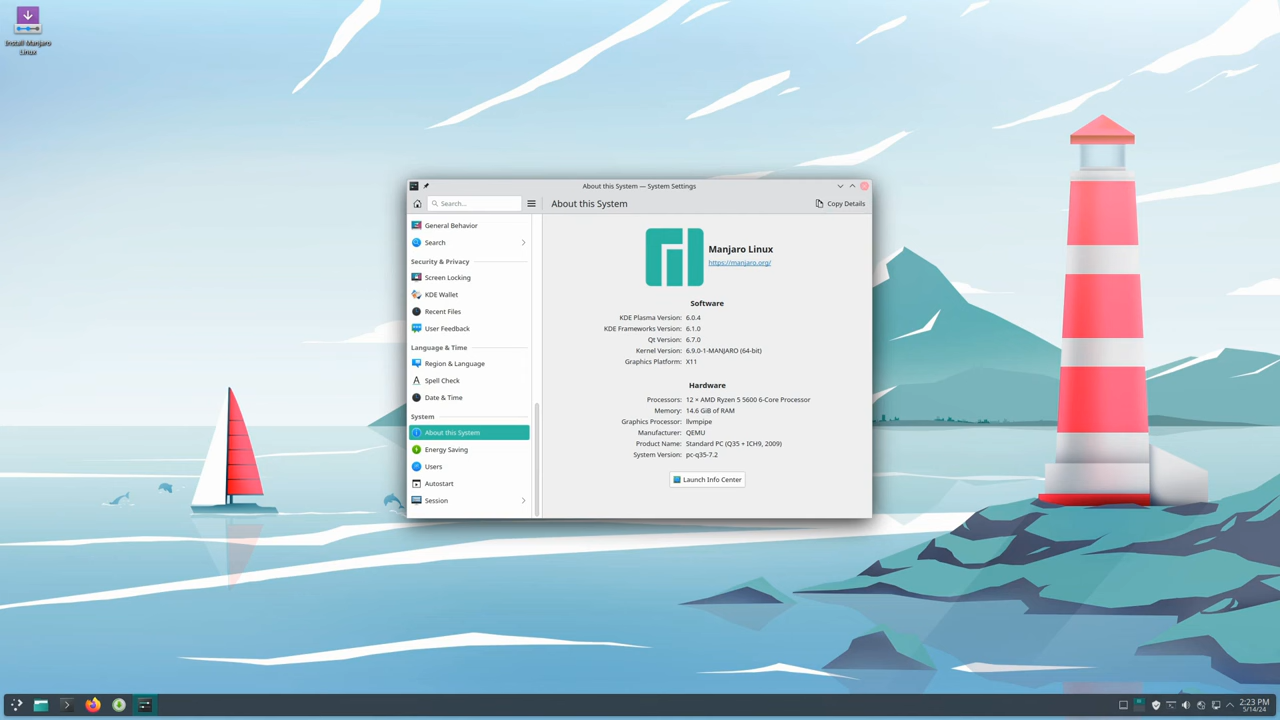 Install Manjaro
Linux
About this System — System Settings
Search...
About this System
Copy Details
General Behavior
Search
Security & Privacy
Screen Locking
KDE Wallet
Recent Files
User Feedback
Language & Time
Region & Language
Spell Check
Date & Time
System
About this System
Energy Saving
Users
Autostart
Session
Manjaro Linux
https://manjaro.org/
Software
KDE Plasma Version: 6.0.4
KDE Frameworks Version: 6.1.0
Qt Version: 6.7.0
Kernel Version: 6.9.0-1-MANJARO (64-bit)
Graphics Platform: X11
Hardware
Processors: 12 × AMD Ryzen 5 5600 6-Core Processor
Memory: 14.6 GiB of RAM
Graphics Processor: llvmpipe
Manufacturer: QEMU
Product Name: Standard PC (Q35 + ICH9, 2009)
System Version: pc-q35-7.2
Launch Info Center
2:23 PM
5/14/24